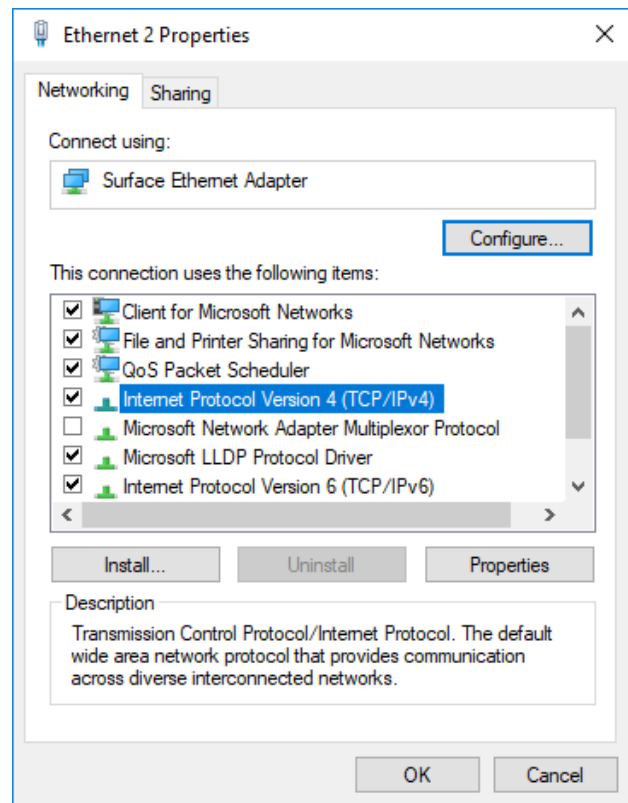 Ethernet 2 Properties
Networking
Sharing
Connect using:
Surface Ethernet Adapter
Configure...
This connection uses the following items:
Client for Microsoft Networks
File and Printer Sharing for Microsoft Networks
QoS Packet Scheduler
Internet Protocol Version 4 (TCP/IPv4)
Microsoft Network Adapter Multiplexor Protocol
Microsoft LLDP Protocol Driver
Internet Protocol Version 6 (TCP/IPv6)
Install...
Uninstall
Properties
Description
Transmission Control Protocol/Internet Protocol. The default
wide area network protocol that provides communication
across diverse interconnected networks.
OK
Cancel